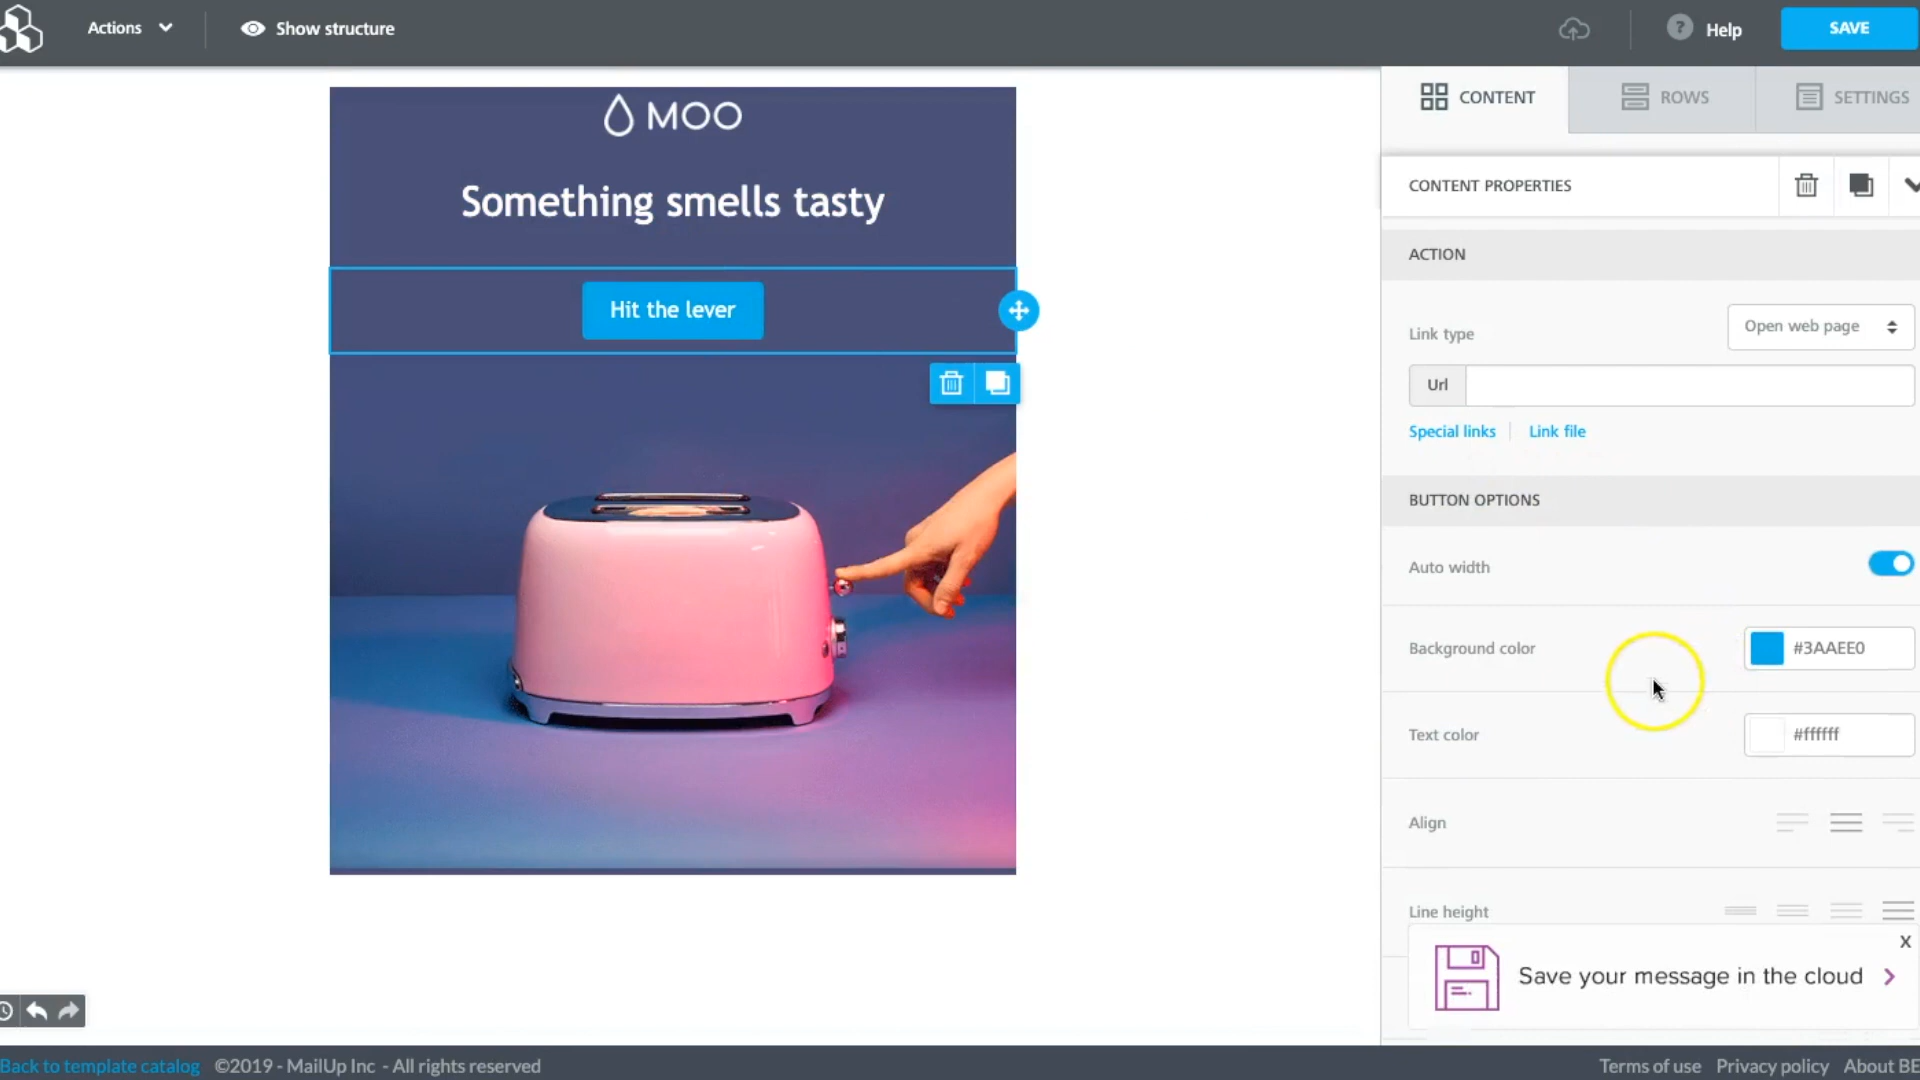 Actions
Show structure
? Help
SAVE
MOO
Something smells tasty
Hit the lever
CONTENT
ROWS
SETTINGS
CONTENT PROPERTIES
ACTION
Link type
Open web page
Url
Special links
Link file
BUTTON OPTIONS
Auto width
Background color
#3AAEE0
Text color
#ffffff
Align
Line height
X
Save your message in the cloud
Back to template catalog ©2019 - MailUp Inc - All rights reserved
Terms of use Privacy policy About BE